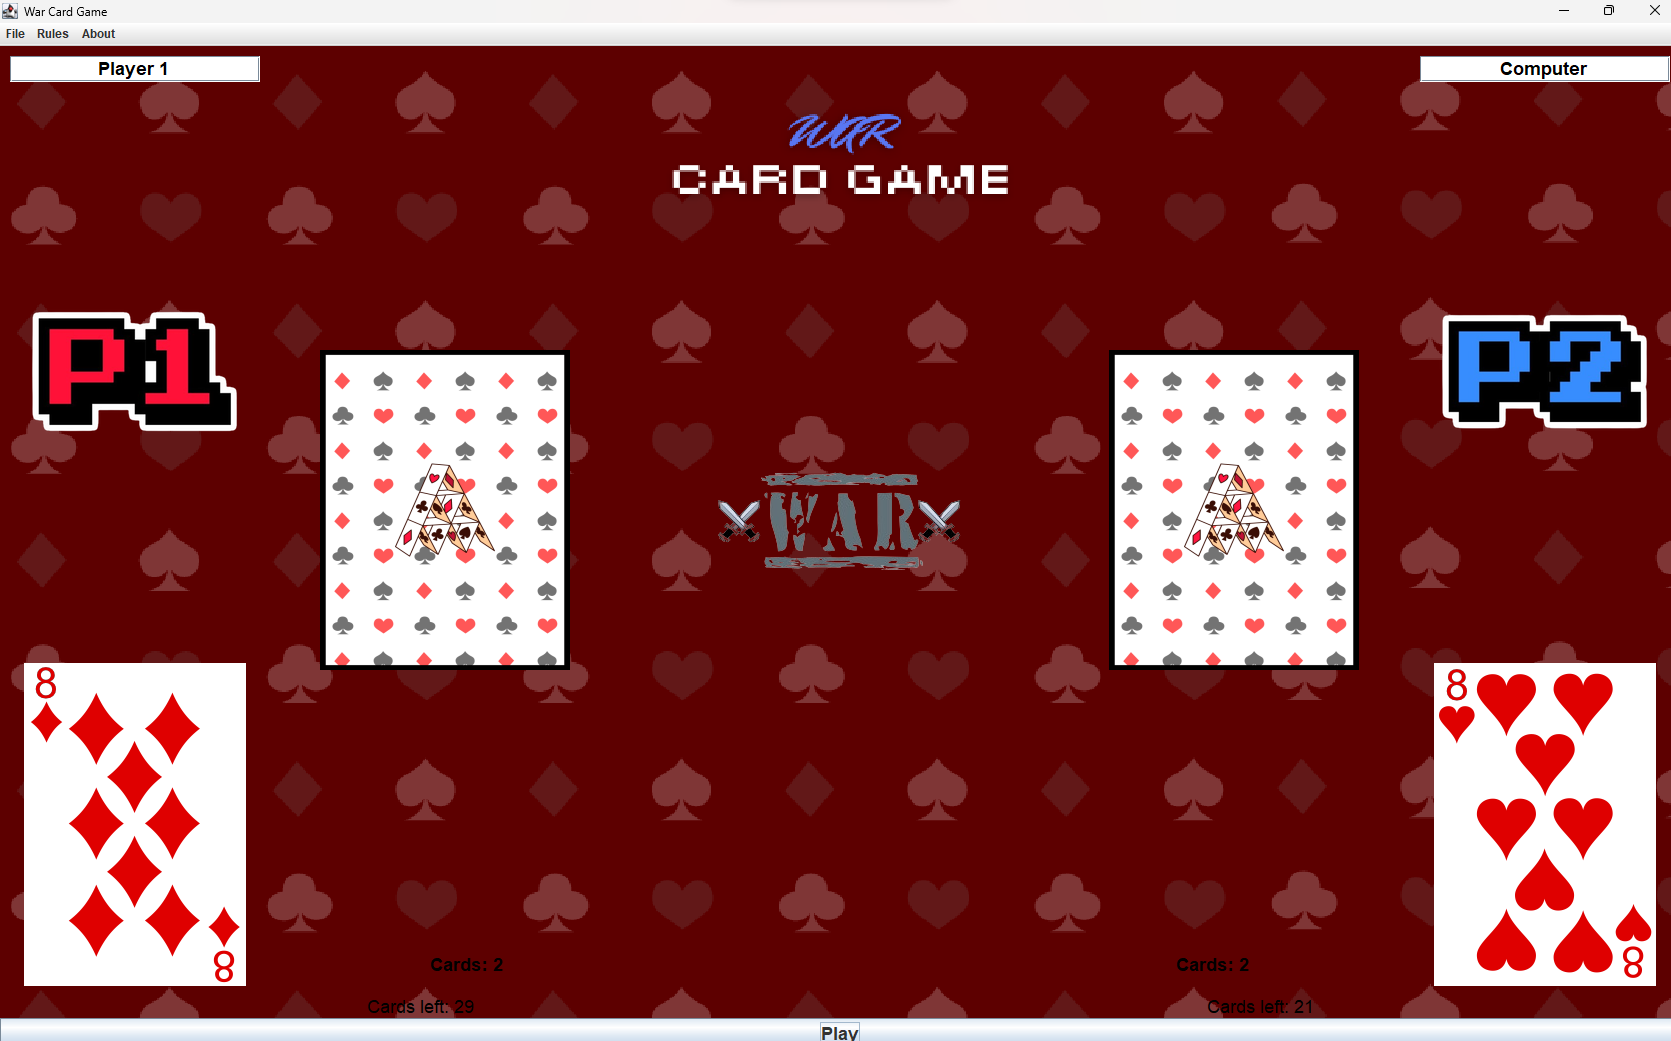 War Card Game
File Rules About
Player 1
Computer
WAR
CARD GAME
P1
P2
WAR
8
8
8
8
Cards: 2
Cards: 2
Cards left: 29
Cards left: 21
Play